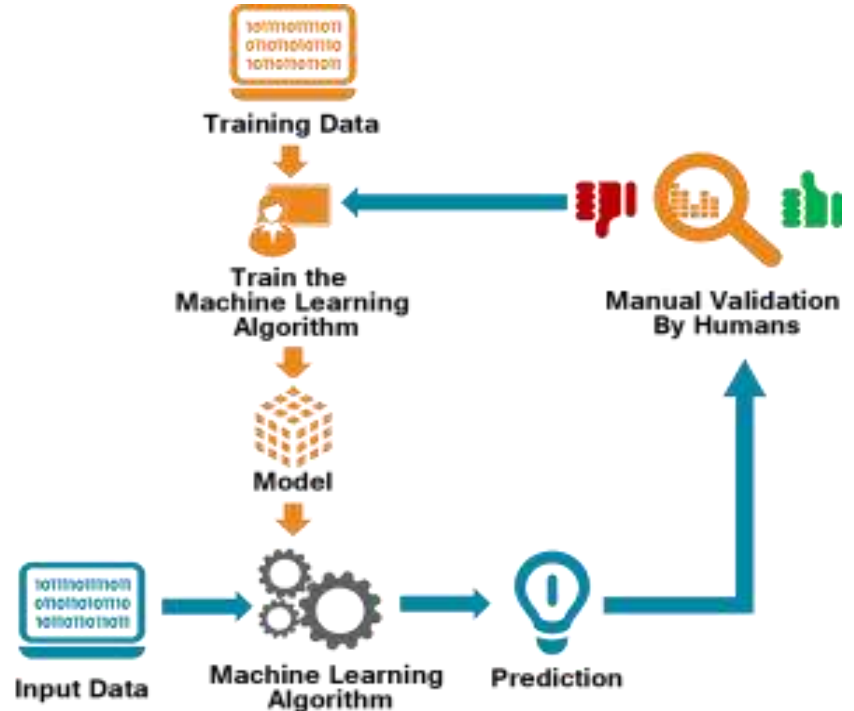 Training Data
Train the
Machine Learning
Algorithm
Manual Validation
By Humans
Model
Input Data
Machine Learning
Algorithm
Prediction